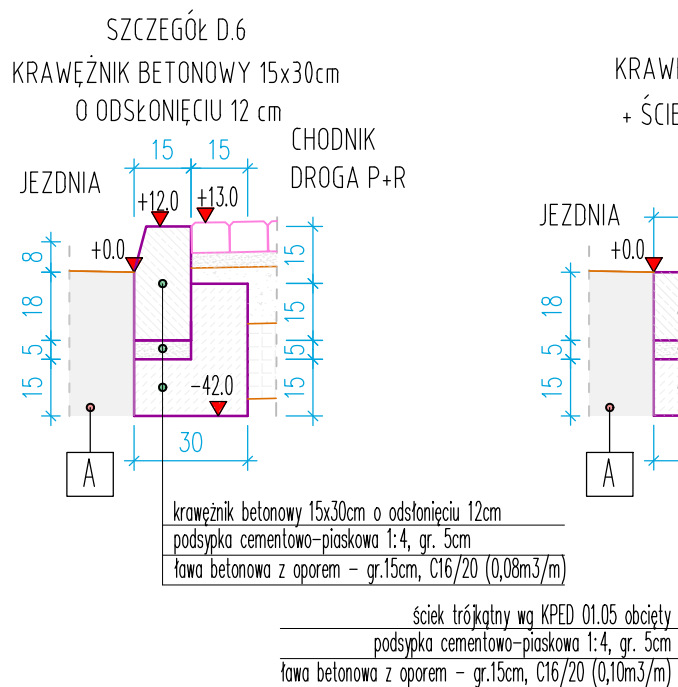 SZCZEGÓŁ D.6
KRAWĘŻNIK BETONOWY 15x30cm
O ODSŁONIĘCIU 12 cm
CHODNIK
DROGA P+R
JEZDNIA
15
15
+12.0
+13.0
+0.0
8
18
5
15
15
15
5
15
-42.0
30
A
krawężnik betonowy 15x30cm o odsłonięciu 12cm
podsypka cementowo-piaskowa 1:4, gr. 5cm
ława betonowa z oporem - gr.15cm, C16/20 (0,08m3/m)
+ ŚCIE
JEZDNIA
+0.0
18
5
15
A
ściek trójkątny wg KPED 01.05 obcięty
podsypka cementowo-piaskowa 1:4, gr. 5cm
ława betonowa z oporem - gr.15cm, C16/20 (0,10m3/m)